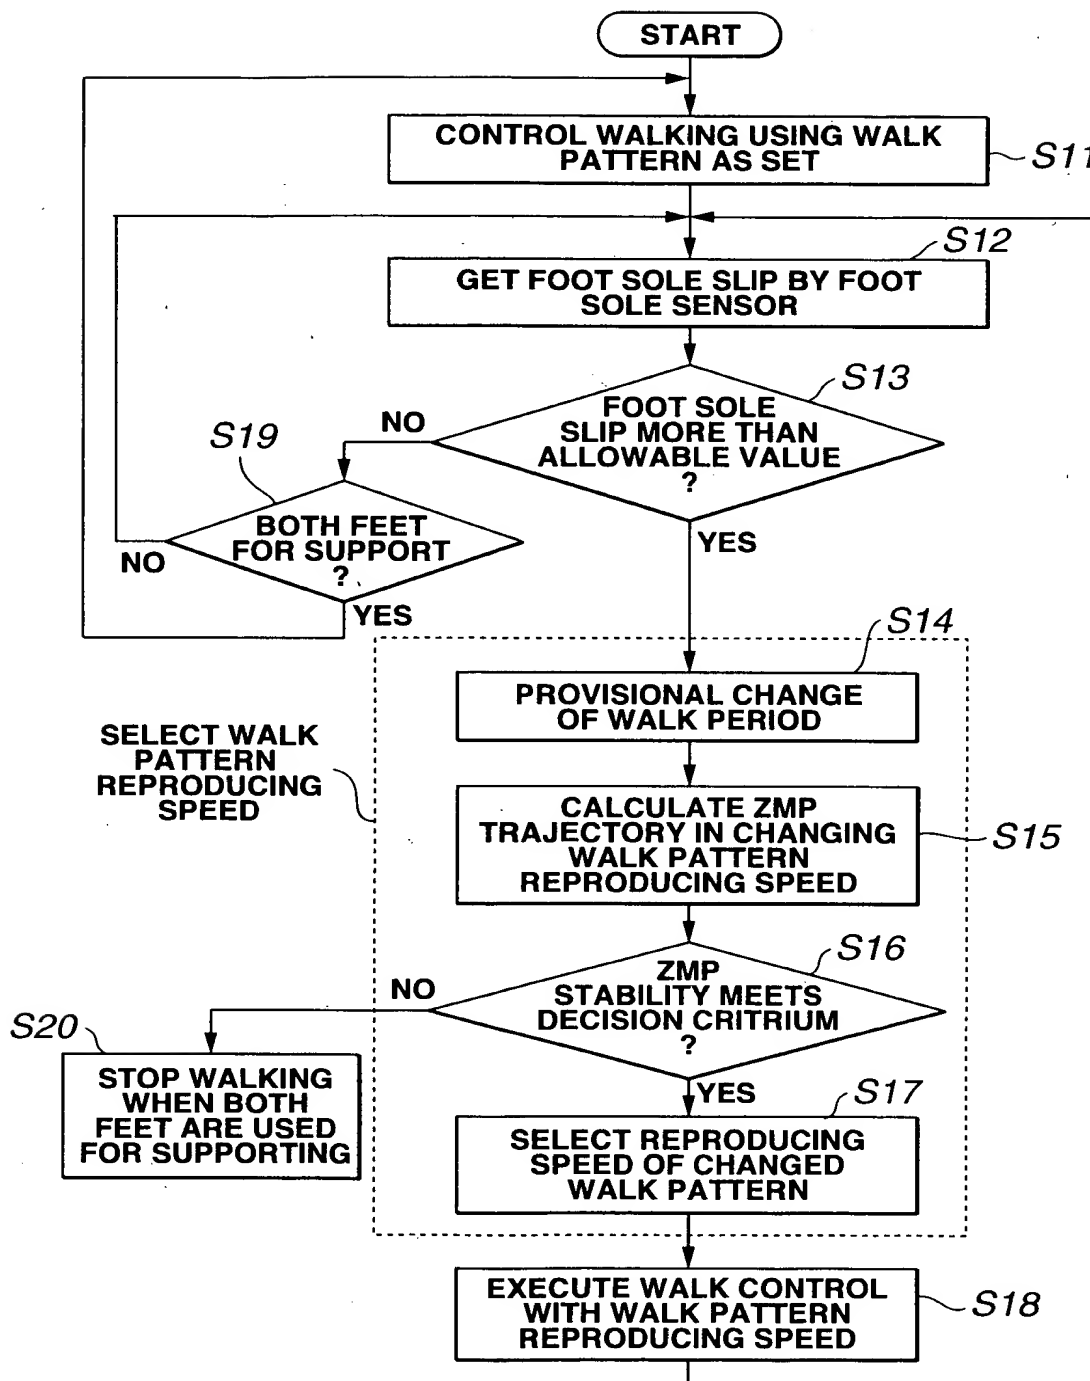 START
CONTROL WALKING USING WALK
PATTERN AS SET
S11
S12
GET FOOT SOLE SLIP BY FOOT
SOLE SENSOR
S13
FOOT SOLE
SLIP MORE THAN
ALLOWABLE VALUE
?
NO
YES
S19
BOTH FEET
FOR SUPPORT
?
NO
YES
S14
PROVISIONAL CHANGE
OF WALK PERIOD
SELECT WALK
PATTERN
REPRODUCING
SPEED
CALCULATE ZMP
TRAJECTORY IN CHANGING
WALK PATTERN
REPRODUCING SPEED
S15
S16
ZMP
STABILITY MEETS
DECISION CRITRIUM
?
NO
YES
S20
STOP WALKING
WHEN BOTH
FEET ARE USED
FOR SUPPORTING
S17
SELECT REPRODUCING
SPEED OF CHANGED
WALK PATTERN
EXECUTE WALK CONTROL
WITH WALK PATTERN
REPRODUCING SPEED
S18